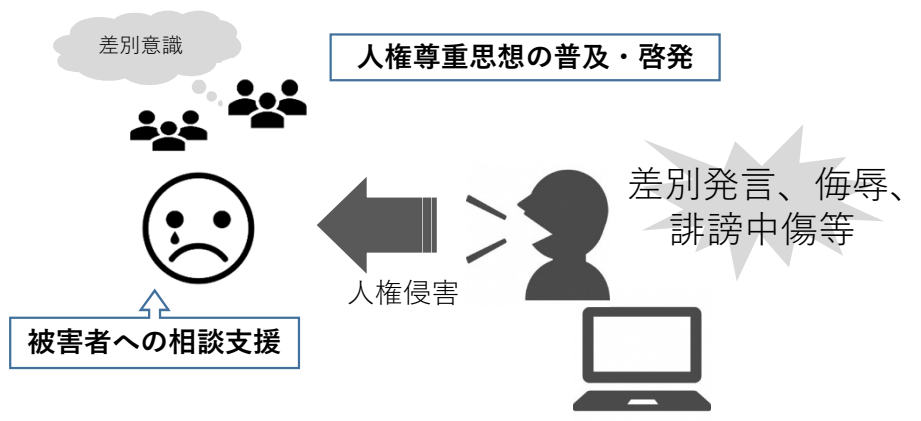 差別意識
人権尊重思想の普及・啓発
差別発言、侮辱、
誹謗中傷等
人権侵害
被害者への相談支援